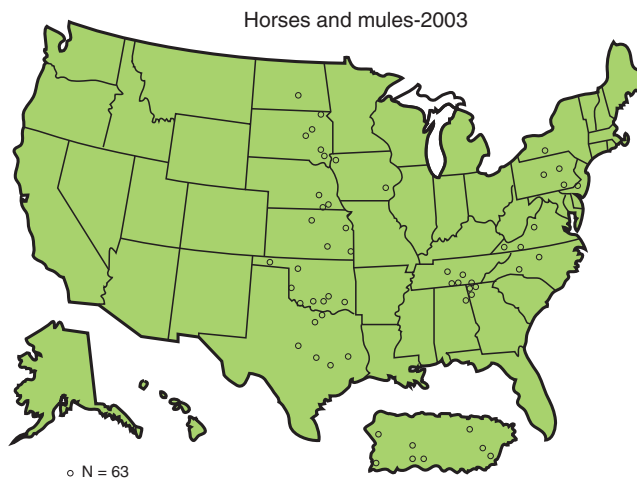 Horses and mules-2003
N = 63